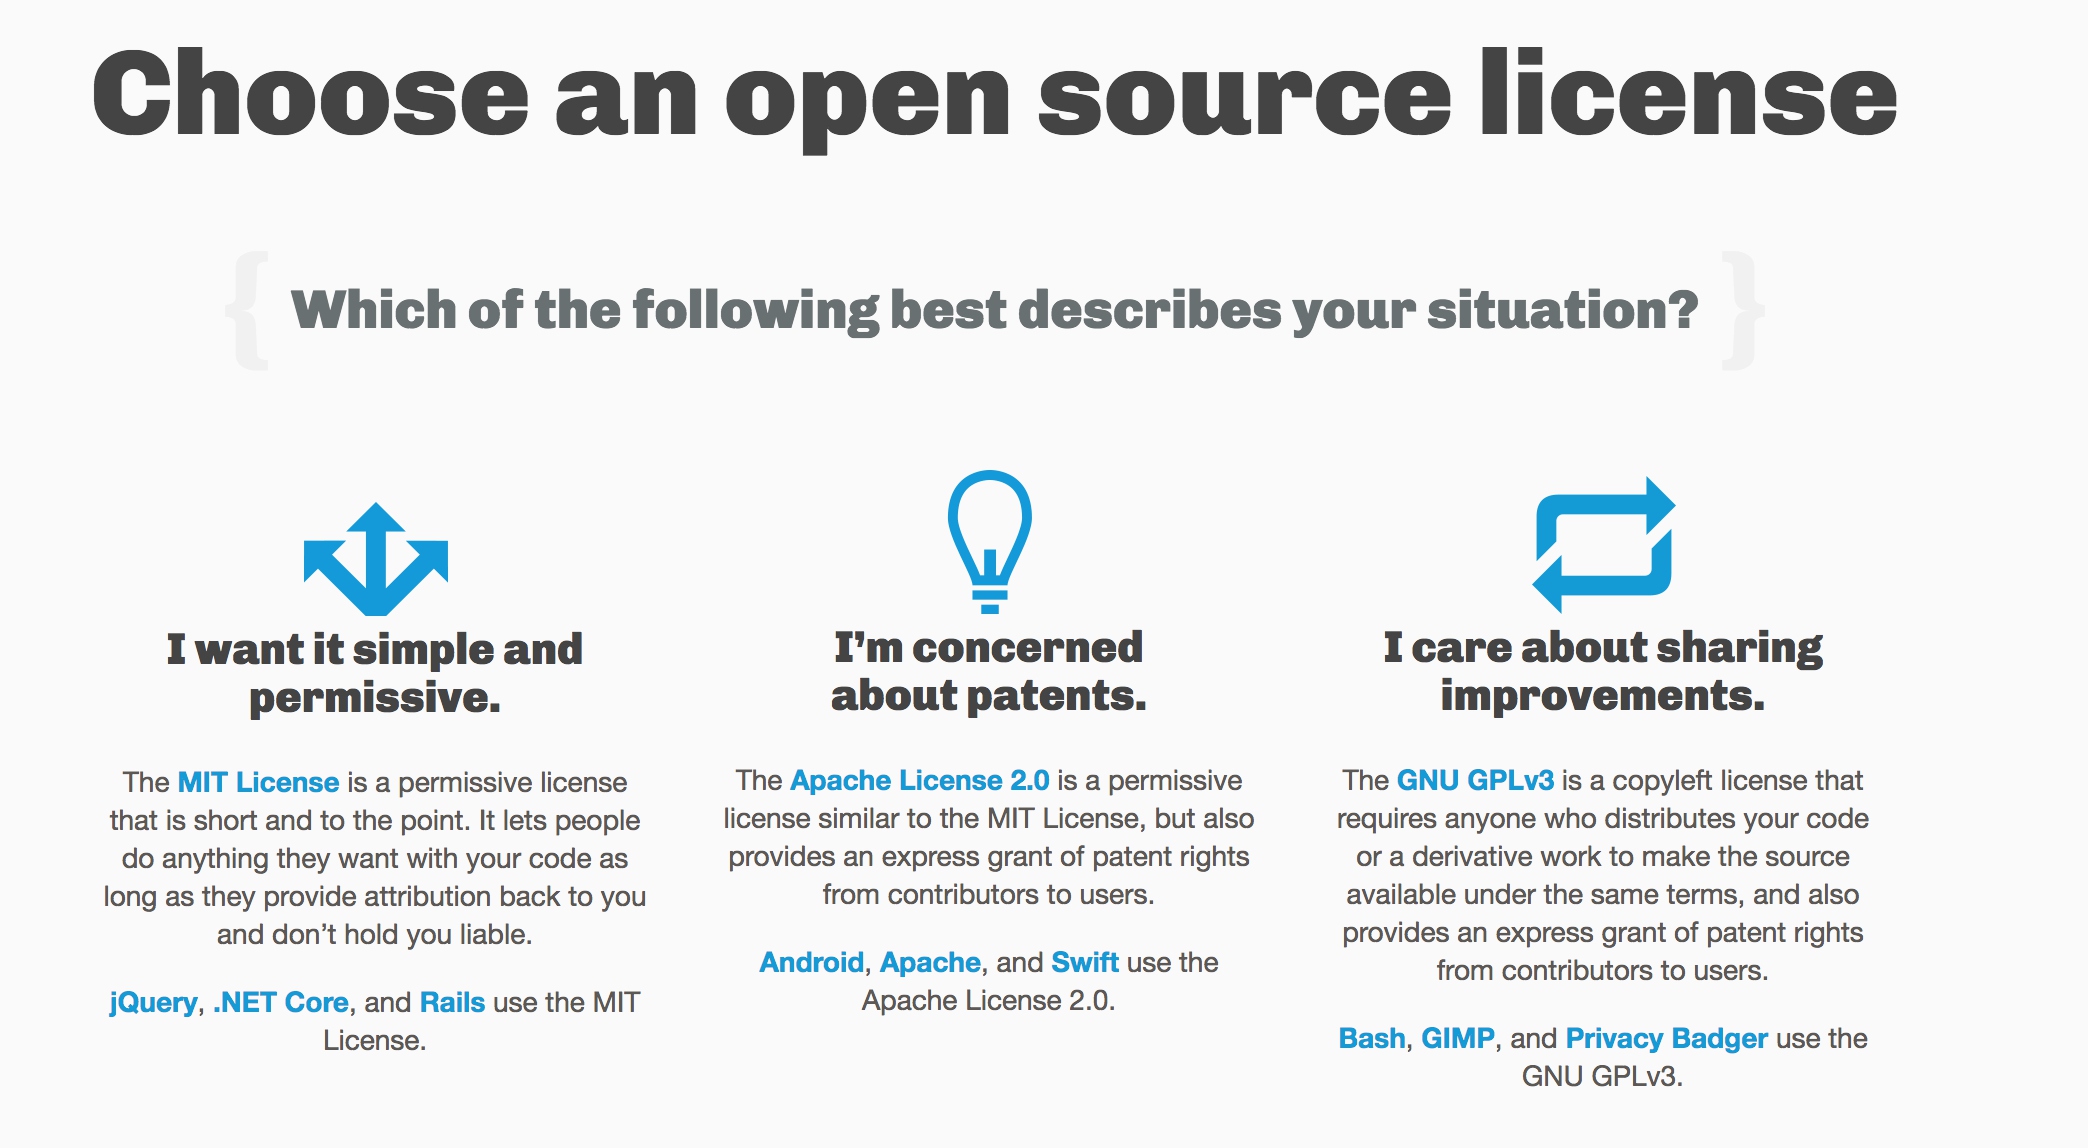 Choose an open source license
{ Which of the following best describes your situation? }
I want it simple and
permissive.
The MIT License is a permissive license
that is short and to the point. It lets people
do anything they want with your code as
long as they provide attribution back to you
and don’t hold you liable.
jQuery, .NET Core, and Rails use the MIT
License.
I’m concerned
about patents.
The Apache License 2.0 is a permissive
license similar to the MIT License, but also
provides an express grant of patent rights
from contributors to users.
Android, Apache, and Swift use the
Apache License 2.0.
I care about sharing
improvements.
The GNU GPLv3 is a copyleft license that
requires anyone who distributes your code
or a derivative work to make the source
available under the same terms, and also
provides an express grant of patent rights
from contributors to users.
Bash, GIMP, and Privacy Badger use the
GNU GPLv3.